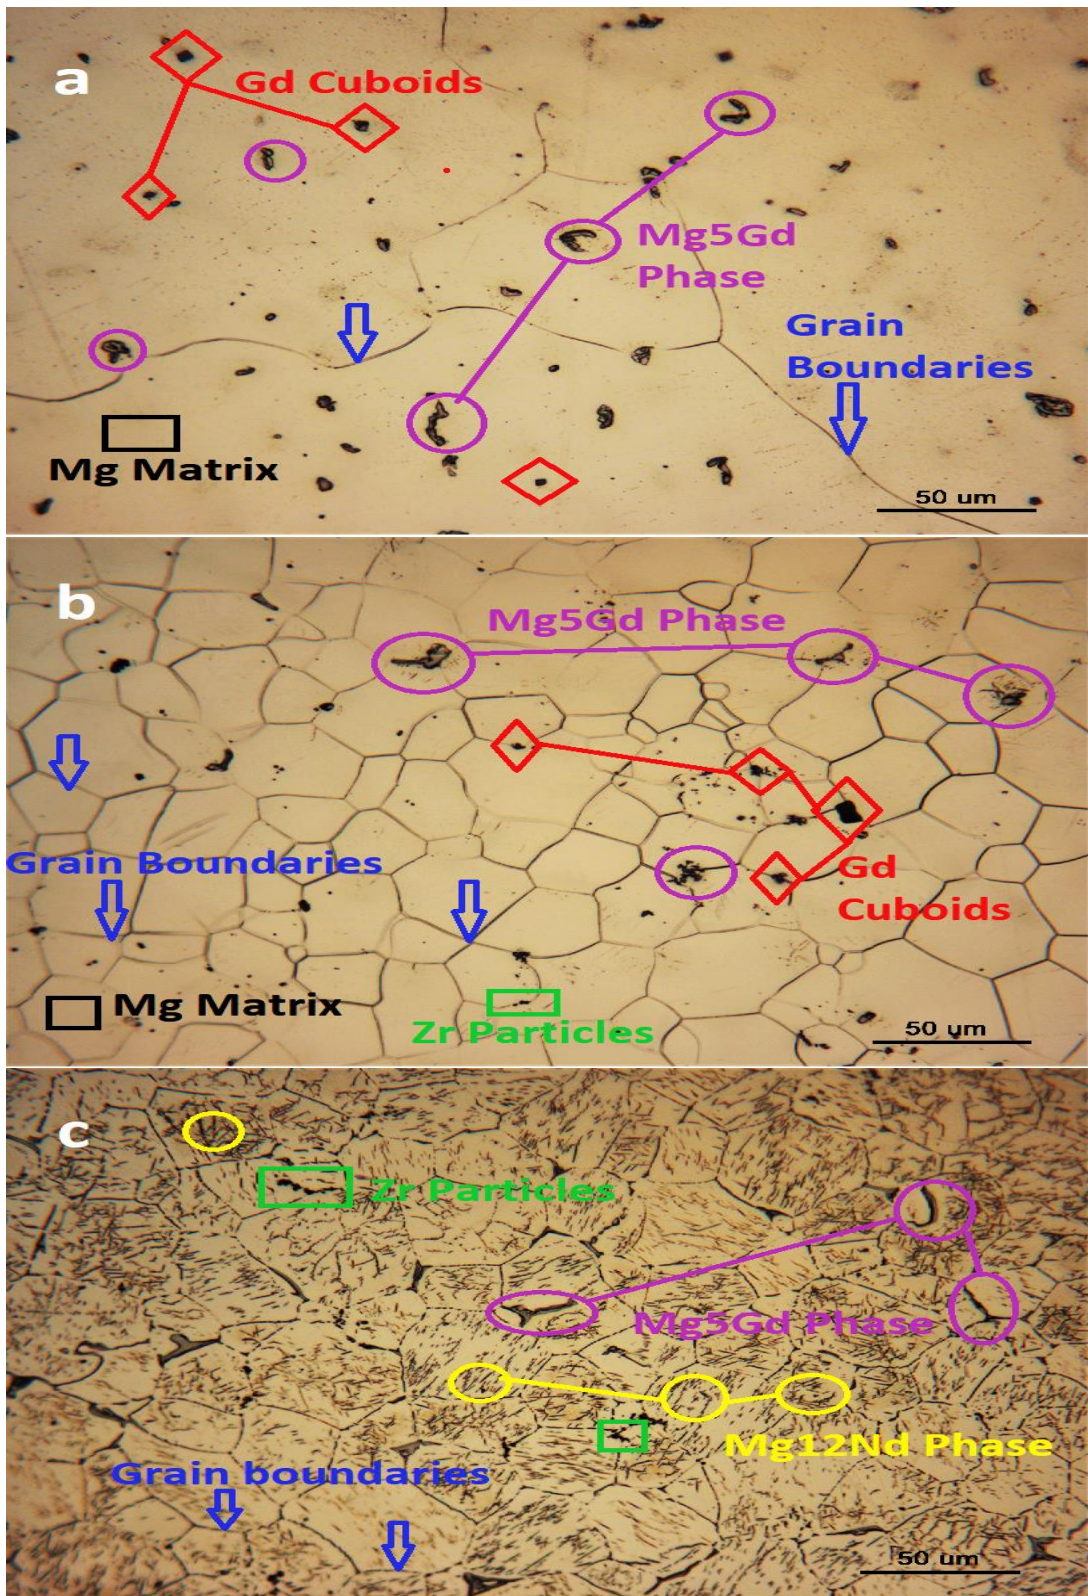 a
Gd Cuboids
Mg5Gd
Phase
Grain
Boundaries
Mg Matrix
50 um
b
Mg5Gd Phase
Grain Boundaries
Gd
Cuboids
Mg Matrix
Zr Particles
50 µm
c
Zr Particles
Mg5Gd Phase
Mg12Nd Phase
Grain boundaries
50 um